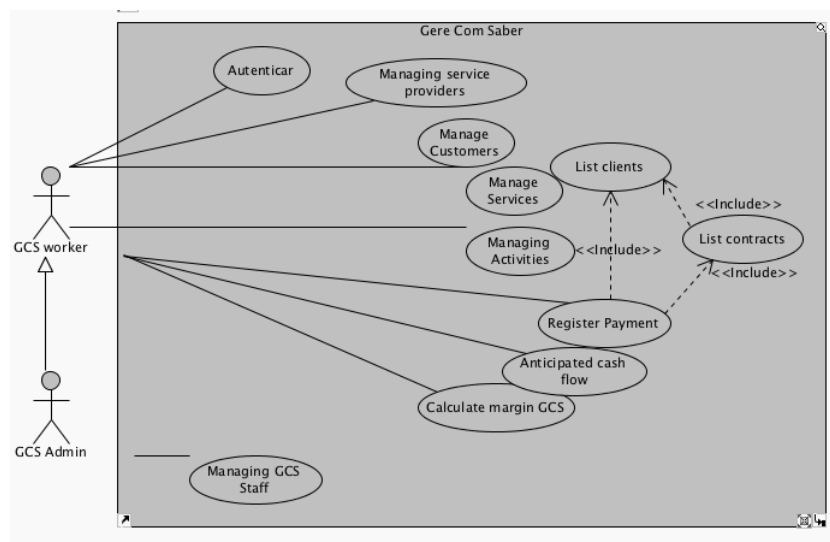 Gere Com Saber
Autenticar
Managing service
providers
Manage
Customers
List clients
Manage
Services
<<Include>>
GCS worker
Managing
Activities
<<Include>>
List contracts
<<Include>>
Register Payment
Anticipated cash
flow
GCS Admin
Calculate margin GCS
Managing GCS
Staff